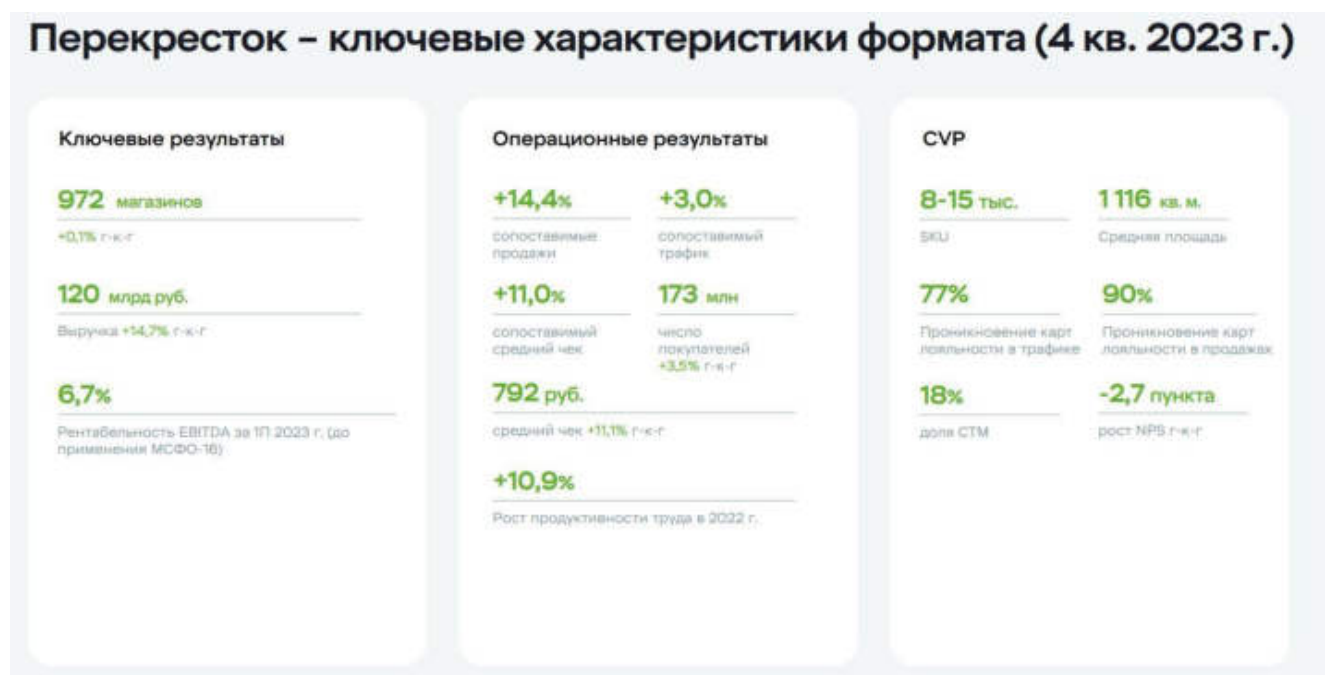 Перекресток – ключевые характеристики формата (4 кв. 2023 г.)
Ключевые результаты
972 магазинов
+0,1% г-к-г
120 млрд руб.
Выручка +14,7% г-к-г
6,7%
Рентабельность EBITDA за 1П 2023 г. (до
применения МСФО-16)
Операционные результаты
+14,4%
сопоставимые
продажи
+3,0%
сопоставимый
трафик
+11,0%
сопоставимый
средний чек
173 млн
число
покупателей
+3,5% г-к-г
792 руб.
средний чек +11,1% г-к-г
+10,9%
Рост продуктивности труда в 2022 г.
CVP
8-15 тыс.
SKU
1 116 кв. м.
Средняя площадь
77%
Проникновение карт
лояльности в трафике
90%
Проникновение карт
лояльности в продажах
18%
доля СТМ
-2,7 пункта
рост NPS г-к-г